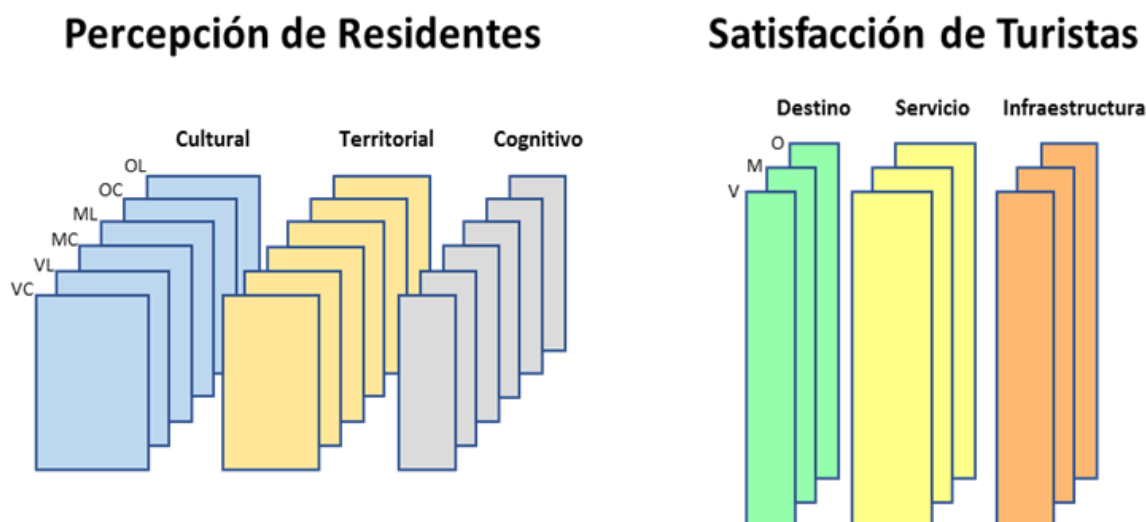 Percepción de Residentes
Satisfacción de Turistas
Cultural
Territorial
Cognitivo
OL
OC
ML
MC
VL
VC
Destino
Servicio
Infraestructura
O
M
V